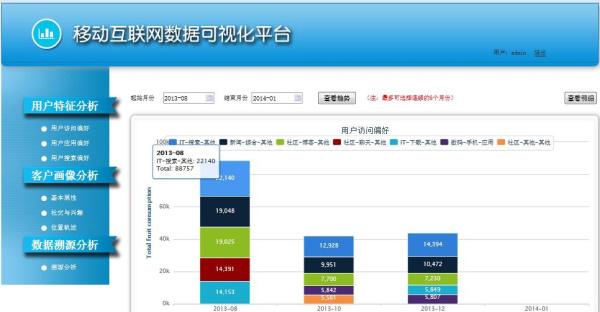 移动互联网数据可视化平台
用户：admin 退出
起始月份 2013-08 结束月份 2014-01 查看趋势 （注：最多可选择连续的6个月份） 查看明细
用户特征分析
用户访问偏好
用户应用偏好
用户搜索偏好
客户画像分析
基本属性
社交与兴趣
位置轨迹
数据溯源分析
溯源分析
用户访问偏好
IT-搜索-其他 新闻-综合-其他 社区-博客-其他 社区-聊天-其他 IT-下载-其他 数码-手机-应用 社区-其他-其他
100k
2013-08
IT-搜索-其他: 22140
Total: 88757
Total fruit consumption
60k
40k
20k
0k
22,140
19,048
19,025
14,391
14,153
12,928
9,951
7,700
5,842
5,581
14,394
10,472
7,230
5,849
5,807
2013-08 2013-10 2013-12 2014-01